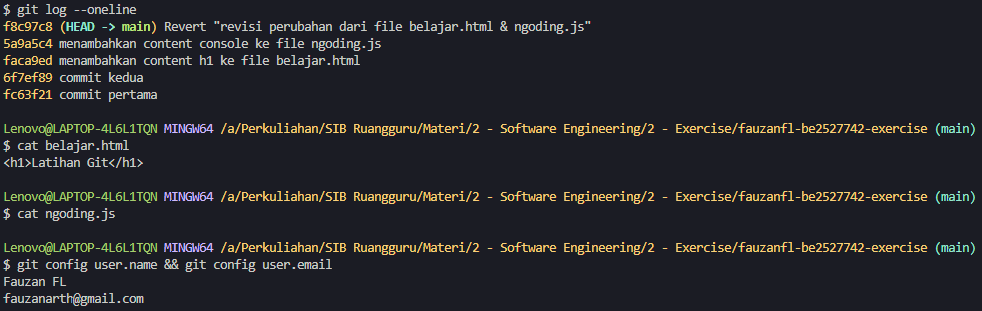 $ git log --oneline
f8c97c8 (HEAD -> main) Revert "revisi perubahan dari file belajar.html & ngoding.js"
5a9a5c4 menambahkan content console ke file ngoding.js
faca9ed menambahkan content h1 ke file belajar.html
6f7ef89 commit kedua
fc63f21 commit pertama
Lenovo@LAPTOP-4L6L1TQN MINGW64 /a/Perkuliahan/SIB Ruangguru/Materi/2 - Software Engineering/2 - Exercise/fauzanfl-be2527742-exercise (main)
$ cat belajar.html
<h1>Latihan Git</h1>
Lenovo@LAPTOP-4L6L1TQN MINGW64 /a/Perkuliahan/SIB Ruangguru/Materi/2 - Software Engineering/2 - Exercise/fauzanfl-be2527742-exercise (main)
$ cat ngoding.js
Lenovo@LAPTOP-4L6L1TQN MINGW64 /a/Perkuliahan/SIB Ruangguru/Materi/2 - Software Engineering/2 - Exercise/fauzanfl-be2527742-exercise (main)
$ git config user.name && git config user.email
Fauzan FL
fauzanarth@gmail.com